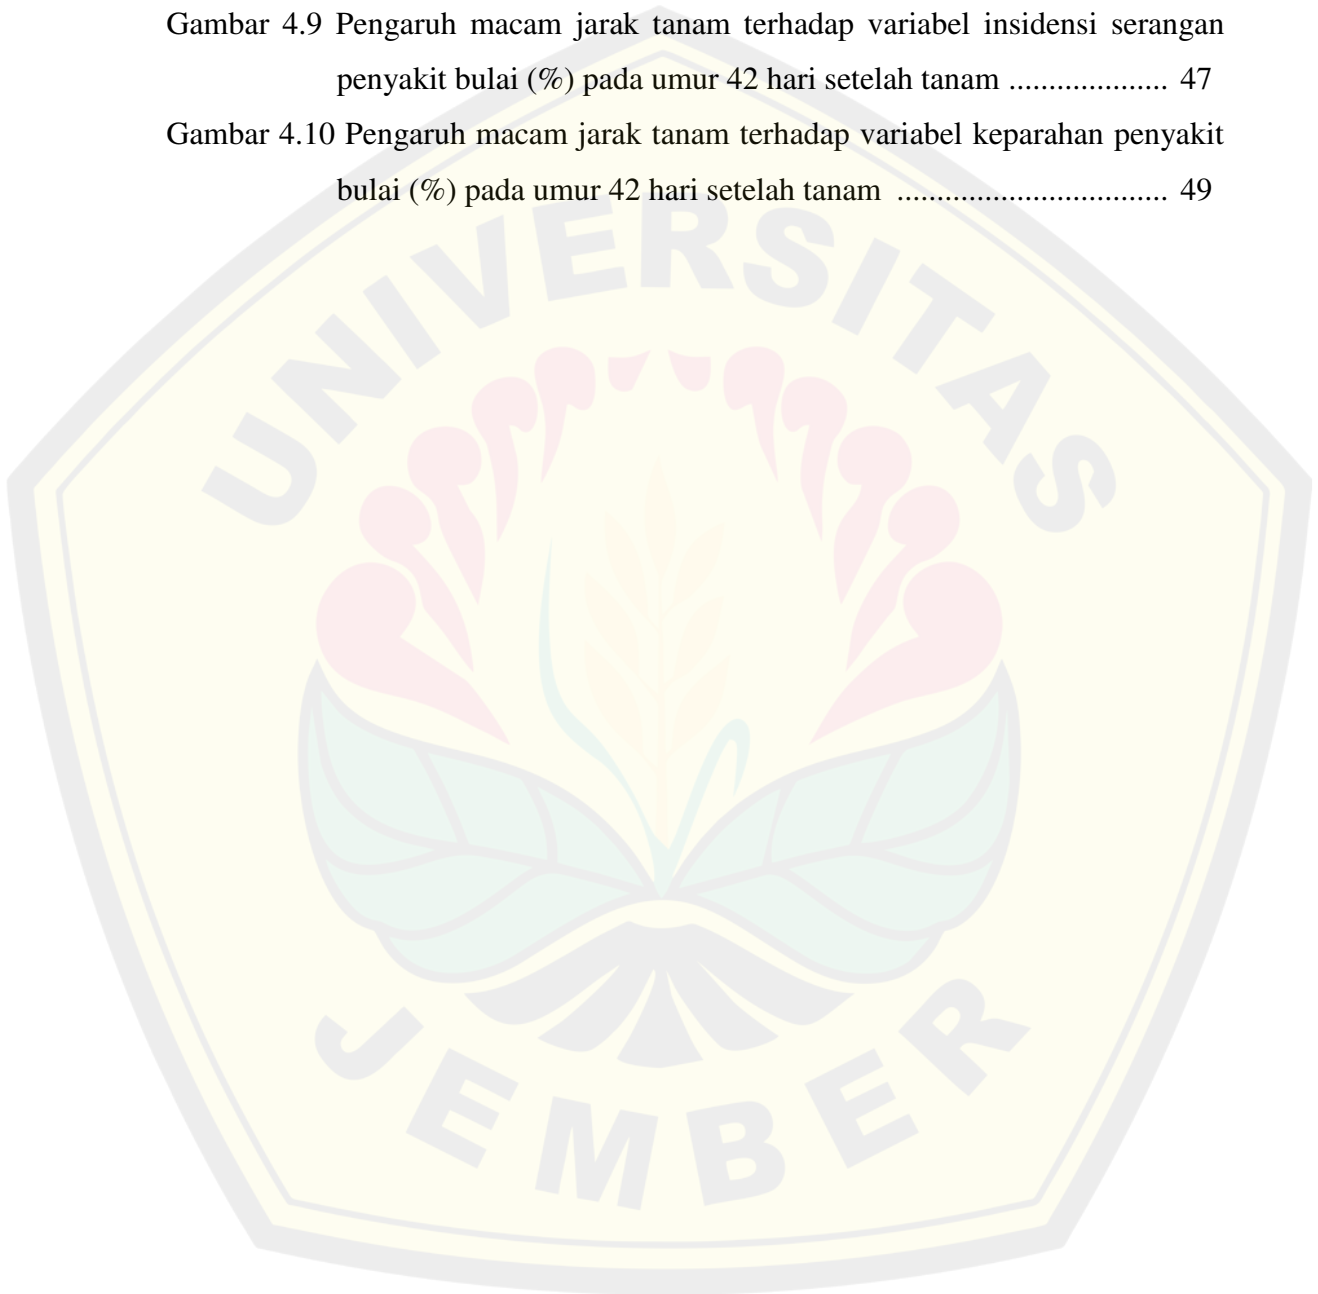 Gambar 4.9 Pengaruh macam jarak tanam terhadap variabel insidensi serangan
penyakit bulai (%) pada umur 42 hari setelah tanam .................... 47
Gambar 4.10 Pengaruh macam jarak tanam terhadap variabel keparahan penyakit
bulai (%) pada umur 42 hari setelah tanam .................................. 49
UNIVERSITAS
JEMBER